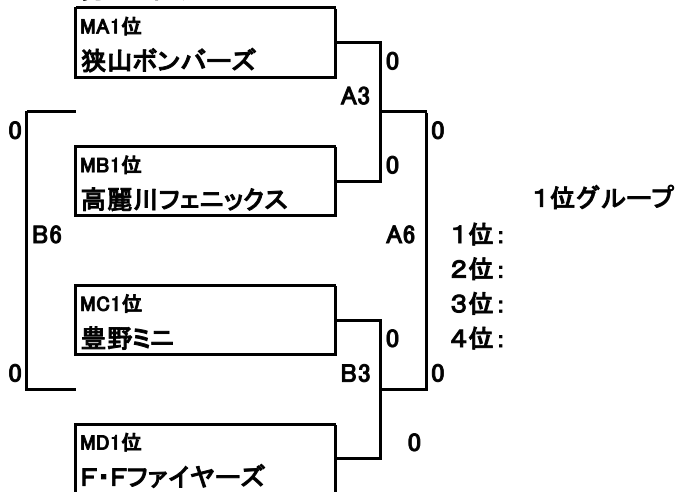 MA1位
狭山ボンバーズ
0
A3
0
0
MB1位
0
高麗川フェニックス
1位グループ
B6
A6
1位:
2位:
MC1位
3位:
豊野ミニ
0
4位:
0
B3
0
MD1位
0
F・Fファイヤーズ